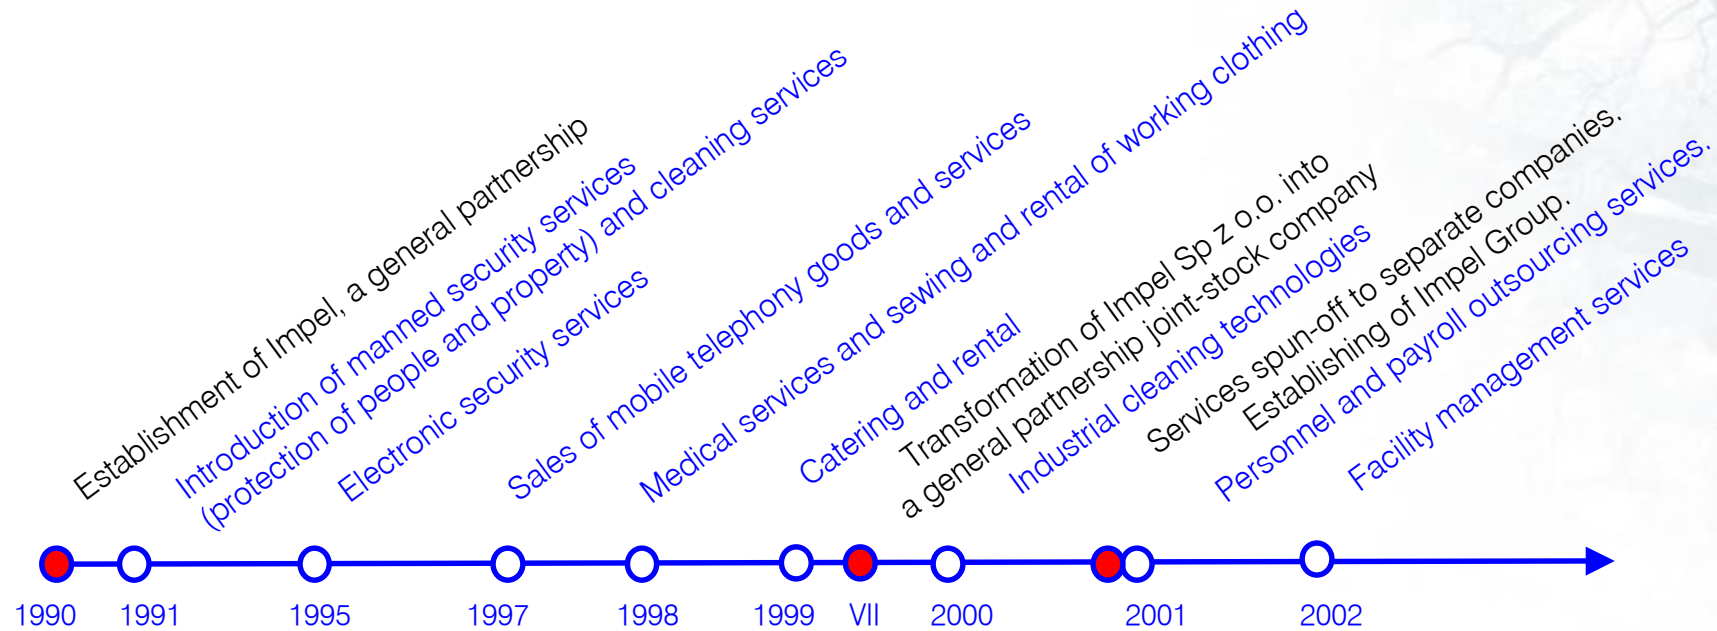 Establishment of Impel, a general partnership
Introduction of manned security services
(protection of people and property) and cleaning services
Electronic security services
Sales of mobile telephony goods and services
Medical services and sewing and rental of working clothing
Catering and rental
Transformation of Impel Sp z o.o. into
a general partnership joint-stock company
Industrial cleaning technologies
Services spun-off to separate companies.
Establishing of Impel Group.
Personnel and payroll outsourcing services.
Facility management services
1990
1991
1995
1997
1998
1999
VII
2000
2001
2002